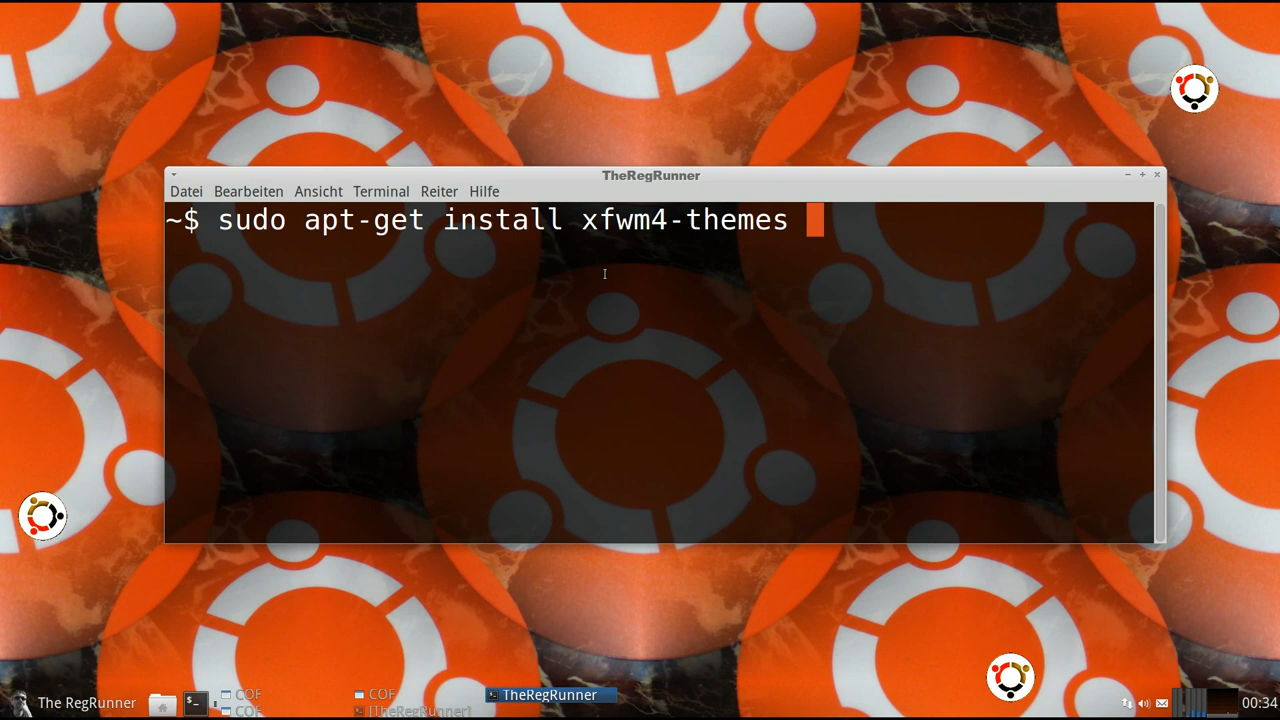 TheRegRunner
Datei Bearbeiten Ansicht Terminal Reiter Hilfe
~$ sudo apt-get install xfwm4-themes
The RegRunner
$_
COF
COF
COF
[TheRegRunner]
TheRegRunner
00:34